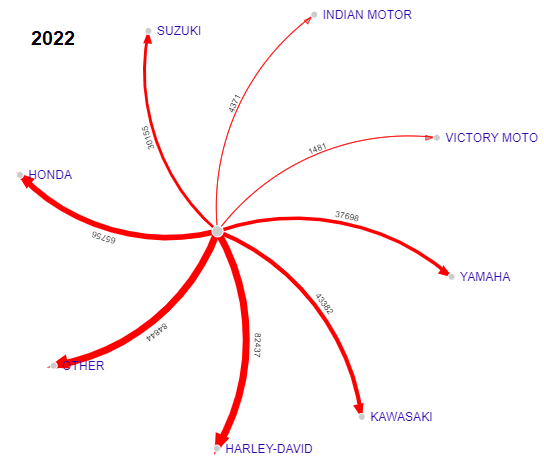 2022
SUZUKI
INDIAN MOTOR
VICTORY MOTO
HONDA
YAMAHA
OTHER
KAWASAKI
HARLEY-DAVID
4371
30155
1481
37698
65756
43382
84844
82437